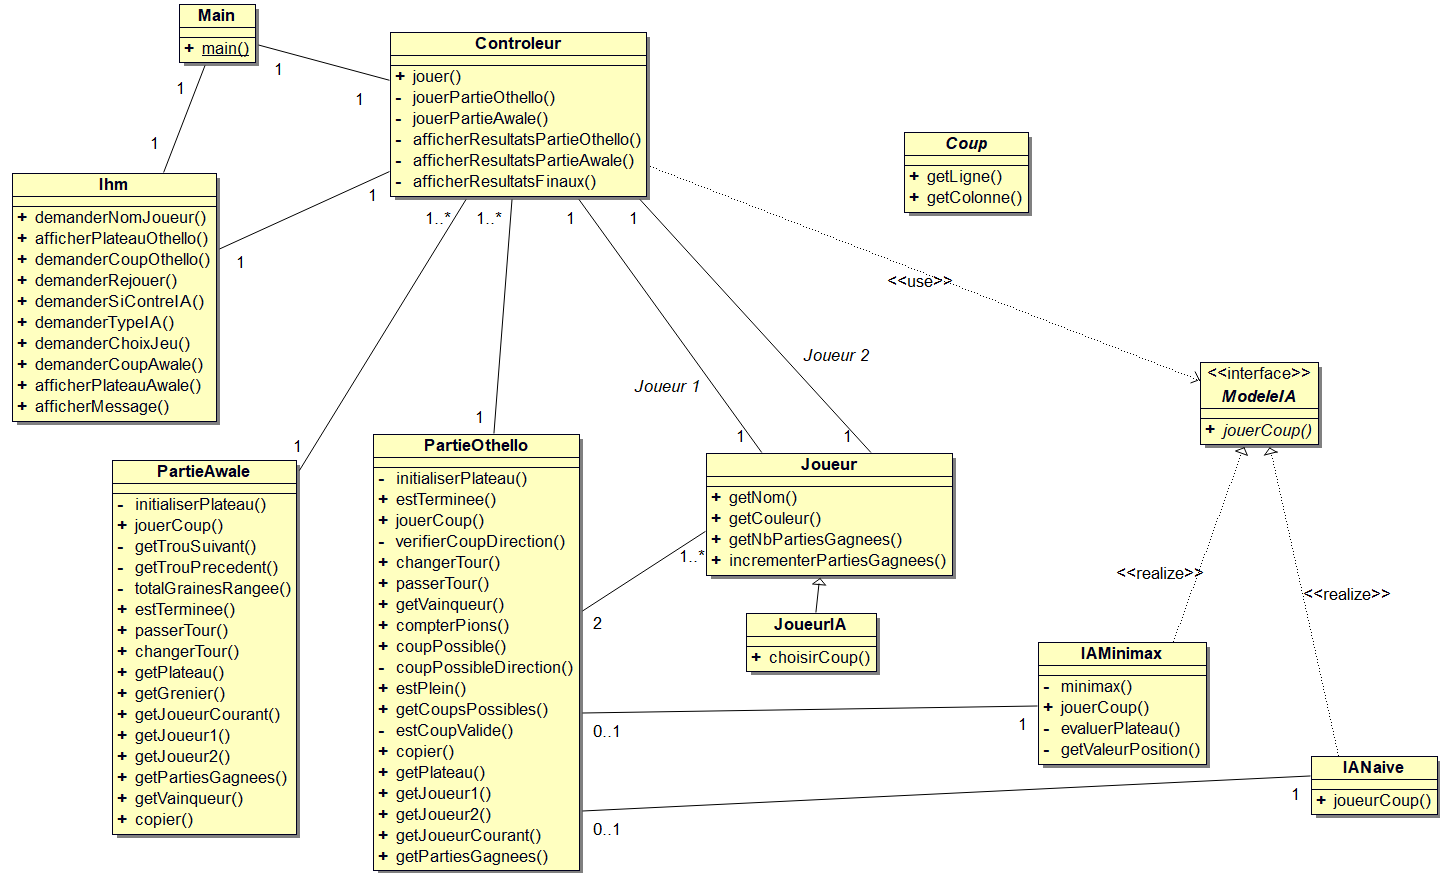 Main
+ main()
1
1
1
1
Controleur
+ jouer()
- jouerPartieOthello()
- jouerPartieAwale()
- afficherResultatsPartieOthello()
- afficherResultatsPartieAwale()
- afficherResultatsFinaux()
Coup
+ getLigne()
+ getColonne()
Ihm
+ demanderNomJoueur()
+ afficherPlateauOthello()
+ demanderCoupOthello()
+ demanderRejouer()
+ demanderSiContreIA()
+ demanderTypeIA()
+ demanderChoixJeu()
+ demanderCoupAwale()
+ afficherPlateauAwale()
+ afficherMessage()
1
1
1..*
1..*
1
1
<<use>>
Joueur 2
Joueur 1
<<interface>>
ModeleIA
+ jouerCoup()
1
1
1
1
PartieAwale
- initialiserPlateau()
+ jouerCoup()
- getTrouSuivant()
- getTrouPrecedent()
- totalGrainesRangee()
+ estTerminee()
+ passerTour()
+ changerTour()
+ getPlateau()
+ getGrenier()
+ getJoueurCourant()
+ getJoueur1()
+ getJoueur2()
+ getPartiesGagnees()
+ getVainqueur()
+ copier()
PartieOthello
- initialiserPlateau()
+ estTerminee()
+ jouerCoup()
- verifierCoupDirection()
+ changerTour()
+ passerTour()
+ getVainqueur()
+ compterPions()
+ coupPossible()
- coupPossibleDirection()
+ estPlein()
+ getCoupsPossibles()
- estCoupValide()
+ copier()
+ getPlateau()
+ getJoueur1()
+ getJoueur2()
+ getJoueurCourant()
+ getPartiesGagnees()
Joueur
+ getNom()
+ getCouleur()
+ getNbPartiesGagnees()
+ incrementerPartiesGagnees()
1..*
2
JoueurIA
+ choisirCoup()
<<realize>>
<<realize>>
IAMinimax
- minimax()
+ jouerCoup()
- evaluerPlateau()
- getValeurPosition()
0..1
1
IANaive
+ joueurCoup()
1
0..1